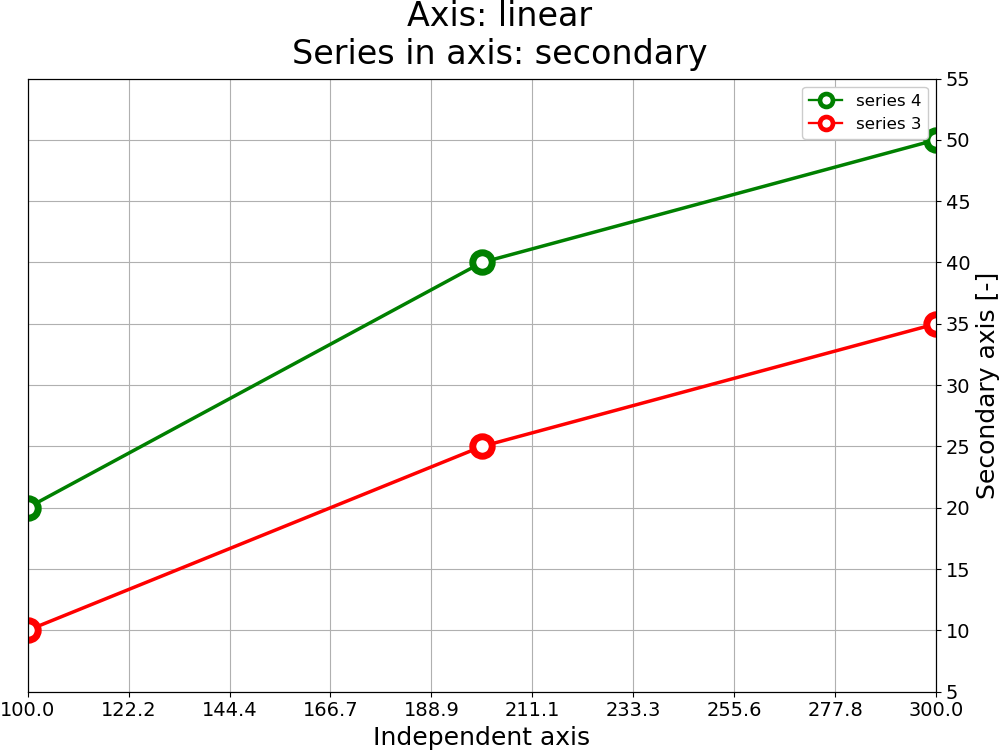 Axis: linear
Series in axis: secondary
series 4
series 3
55
50
45
40
35
30
25
20
15
10
5
Secondary axis [-]
100.0 122.2 144.4 166.7 188.9 211.1 233.3 255.6 277.8 300.0
Independent axis